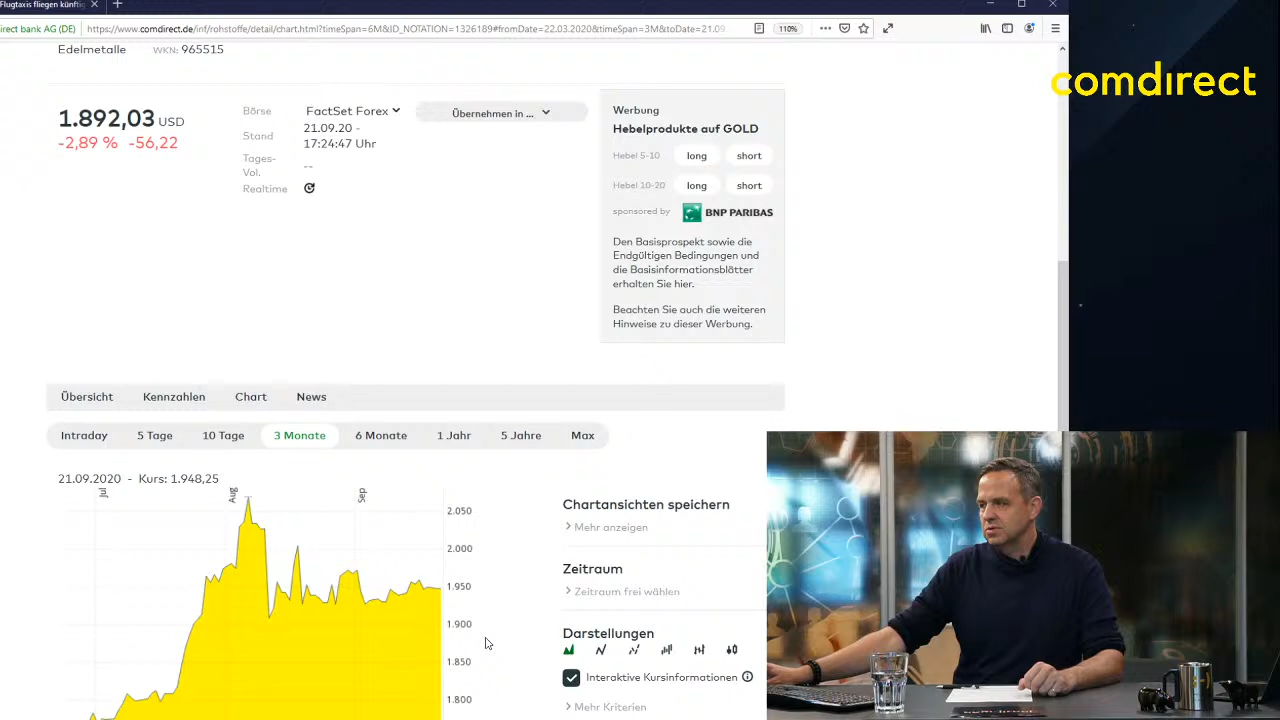 Flugtaxis fliegen künftig
irect bank AG (DE)
https://www.comdirect.de/inf/rohstoffe/detail/chart.html?timeSpan=6M&ID_NOTATION=1326189#fromDate=22.03.2020&timeSpan=3M&toDate=21.09
110%
Edelmetalle WKN: 965515
comdirect
1.892,03 USD
-2,89 % -56,22
Börse FactSet Forex
Stand 21.09.20 -
17:24:47 Uhr
Tages-
Vol. --
Realtime
Übernehmen in ...
Werbung
Hebelprodukte auf GOLD
Hebel 5-10 long short
Hebel 10-20 long short
sponsored by BNP PARIBAS
Den Basisprospekt sowie die
Endgültigen Bedingungen und
die Basisinformationsblätter
erhalten Sie hier.
Beachten Sie auch die weiteren
Hinweise zu dieser Werbung.
Übersicht Kennzahlen Chart News
Intraday 5 Tage 10 Tage 3 Monate 6 Monate 1 Jahr 5 Jahre Max
21.09.2020 - Kurs: 1.948,25
Jul Aug Sep
2.050
2.000
1.950
1.900
1.850
1.800
Chartansichten speichern
Mehr anzeigen
Zeitraum
Zeitraum frei wählen
Darstellungen
Interaktive Kursinformationen
Mehr Kriterien